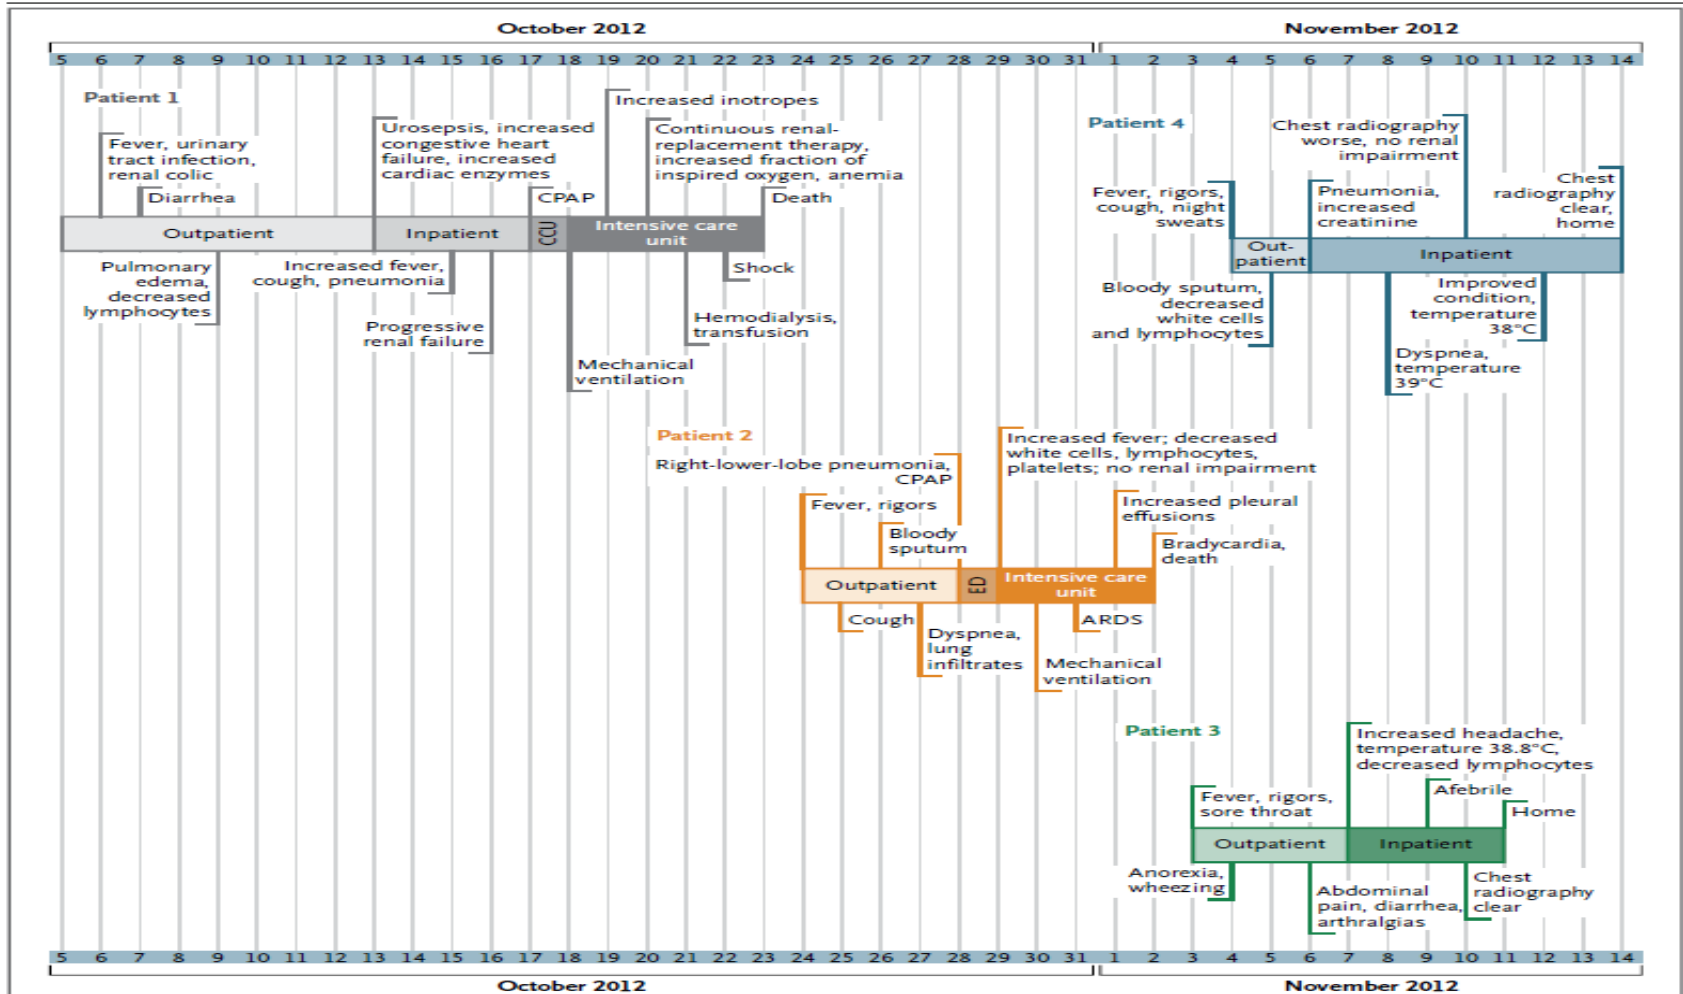 October 2012
November 2012
5 6 7 8 9 10 11 12 13 14 15 16 17 18 19 20 21 22 23 24 25 26 27 28 29 30 31 1 2 3 4 5 6 7 8 9 10 11 12 13 14
Patient 1
Fever, urinary
tract infection,
renal colic
Diarrhea
Urosepsis, increased
congestive heart
failure, increased
cardiac enzymes
CPAP
Increased inotropes
Continuous renal-
replacement therapy,
increased fraction of
inspired oxygen, anemia
Death
Outpatient
Inpatient
CCU
Intensive care
unit
Pulmonary
edema,
decreased
lymphocytes
Increased fever,
cough, pneumonia
Progressive
renal failure
Mechanical
ventilation
Hemodialysis,
transfusion
Shock
Patient 4
Fever, rigors,
cough, night
sweats
Chest radiography
worse, no renal
impairment
Pneumonia,
increased
creatinine
Chest
radiography
clear,
home
Out-
patient
Inpatient
Bloody sputum,
decreased
white cells
and lymphocytes
Dyspnea,
temperature
39°C
Improved
condition,
temperature
38°C
Patient 2
Right-lower-lobe pneumonia,
CPAP
Fever, rigors
Bloody
sputum
Increased fever; decreased
white cells, lymphocytes,
platelets; no renal impairment
Increased pleural
effusions
Bradycardia,
death
Outpatient
ED
Intensive care
unit
Cough
Dyspnea,
lung
infiltrates
Mechanical
ventilation
ARDS
Patient 3
Fever, rigors,
sore throat
Increased headache,
temperature 38.8°C,
decreased lymphocytes
Afebrile
Home
Outpatient
Inpatient
Anorexia,
wheezing
Abdominal
pain, diarrhea,
arthralgias
Chest
radiography
clear
5 6 7 8 9 10 11 12 13 14 15 16 17 18 19 20 21 22 23 24 25 26 27 28 29 30 31 1 2 3 4 5 6 7 8 9 10 11 12 13 14
October 2012
November 2012